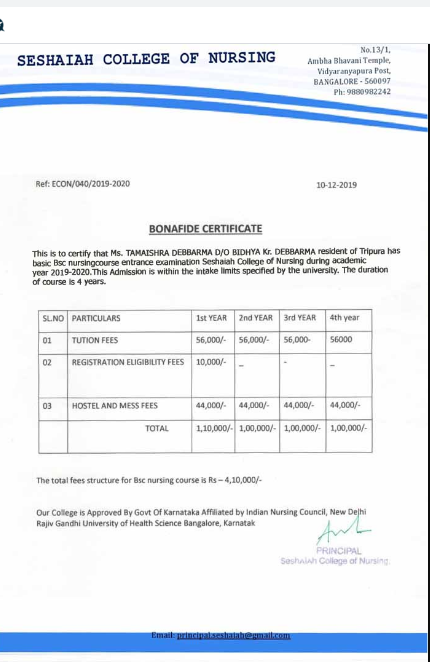 SESHAIAH COLLEGE OF NURSING
No.13/1,
Ambha Bhavani Temple,
Vidyaranyapura Post,
BANGALORE - 560097
Ph: 9880982242
Ref: ECON/040/2019-2020
10-12-2019
BONAFIDE CERTIFICATE
This is to certify that Ms. TAMAISHRA DEBBARMA D/O BIDHYA Kr. DEBBARMA resident of Tripura has
basic Bsc nursingcourse entrance examination Seshaiah College of Nursing during academic
year 2019-2020.This Admission is within the intake limits specified by the university. The duration
of course is 4 years.
SL.NO PARTICULARS 1st YEAR 2nd YEAR 3rd YEAR 4th year
01 TUTION FEES 56,000/- 56,000/- 56,000- 56000
02 REGISTRATION ELIGIBILITY FEES 10,000/- _ - _
03 HOSTEL AND MESS FEES 44,000/- 44,000/- 44,000/- 44,000/-
TOTAL 1,10,000/- 1,00,000/- 1,00,000/- 1,00,000/-
The total fees structure for Bsc nursing course is Rs – 4,10,000/-
Our College is Approved By Govt Of Karnataka Affiliated by Indian Nursing Council, New Delhi
Rajiv Gandhi University of Health Science Bangalore, Karnatak
PRINCIPAL
Seshaiah College of Nursing.
Email: principal.seshaiah@gmail.com